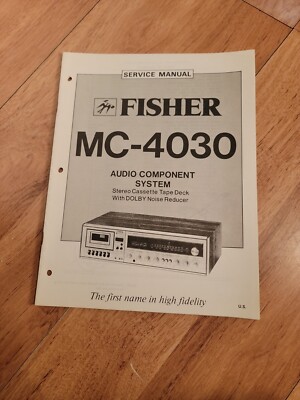 SERVICE MANUAL
FISHER
MC-4030
AUDIO COMPONENT
SYSTEM
Stereo Cassette Tape Deck
With DOLBY Noise Reducer
The first name in high fidelity